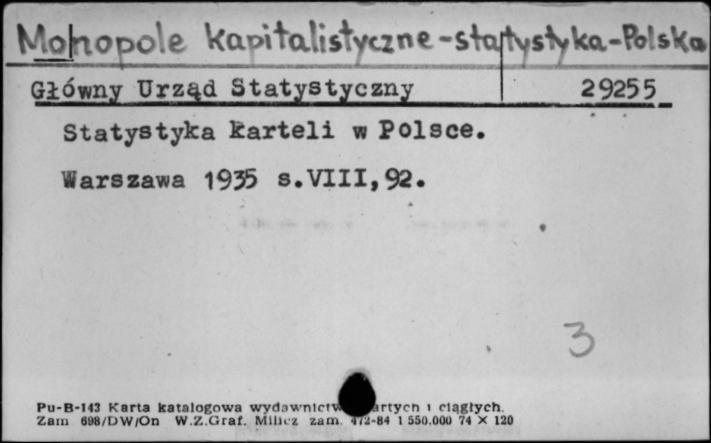 Monopole kapitalistyczne-statystyka-Polska
Główny Urząd Statystyczny 29255
Statystyka karteli w Polsce.
Warszawa 1935 s.VIII,92.
3
Pu-B-143 Karta katalogowa wydawnictw zwartych i ciągłych.
Zam 698/DW/On W.Z.Graf. Milicz zam. 472-84 1 550.000 74 X 120